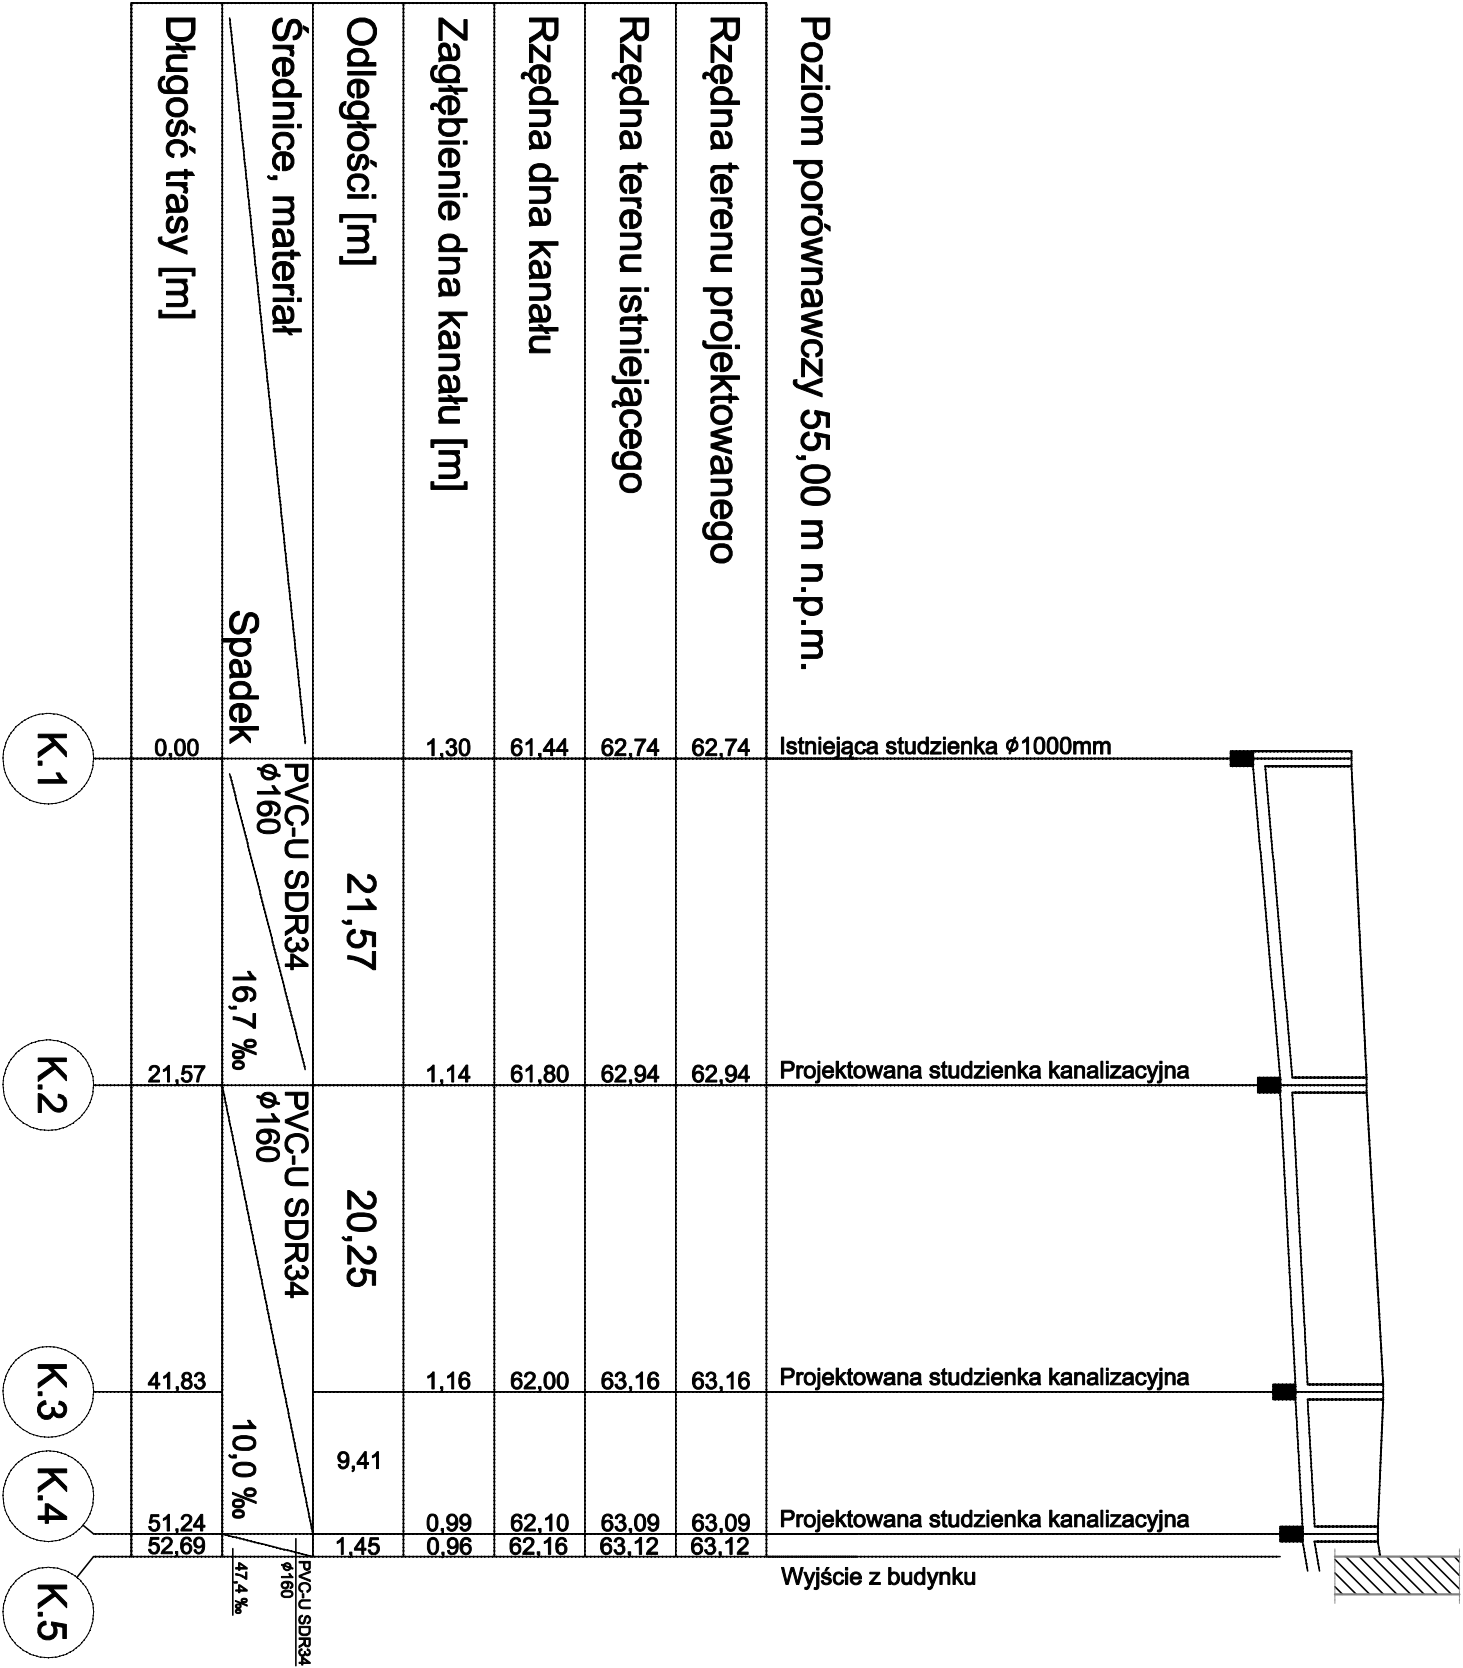 Poziom porównawczy 55,00 m n.p.m.
Istniejąca studzienka ϕ1000mm
Projektowana studzienka kanalizacyjna
Projektowana studzienka kanalizacyjna
Projektowana studzienka kanalizacyjna
Wyjście z budynku
Rzędna terenu projektowanego 62,74 62,94 63,16 63,09 63,12
Rzędna terenu istniejącego 62,74 62,94 63,16 63,09 63,12
Rzędna dna kanału 61,44 61,80 62,00 62,10 62,16
Zagłębienie dna kanału [m] 1,30 1,14 1,16 0,99 0,96
Odległości [m] 21,57 20,25 9,41 1,45
Średnice, materiał
Spadek
PVC-U SDR34
ϕ160
16,7 ‰
PVC-U SDR34
ϕ160
10,0 ‰
PVC-U SDR34
ϕ160
47,4 ‰
Długość trasy [m] 0,00 21,57 41,83 51,24 52,69
K.1 K.2 K.3 K.4 K.5